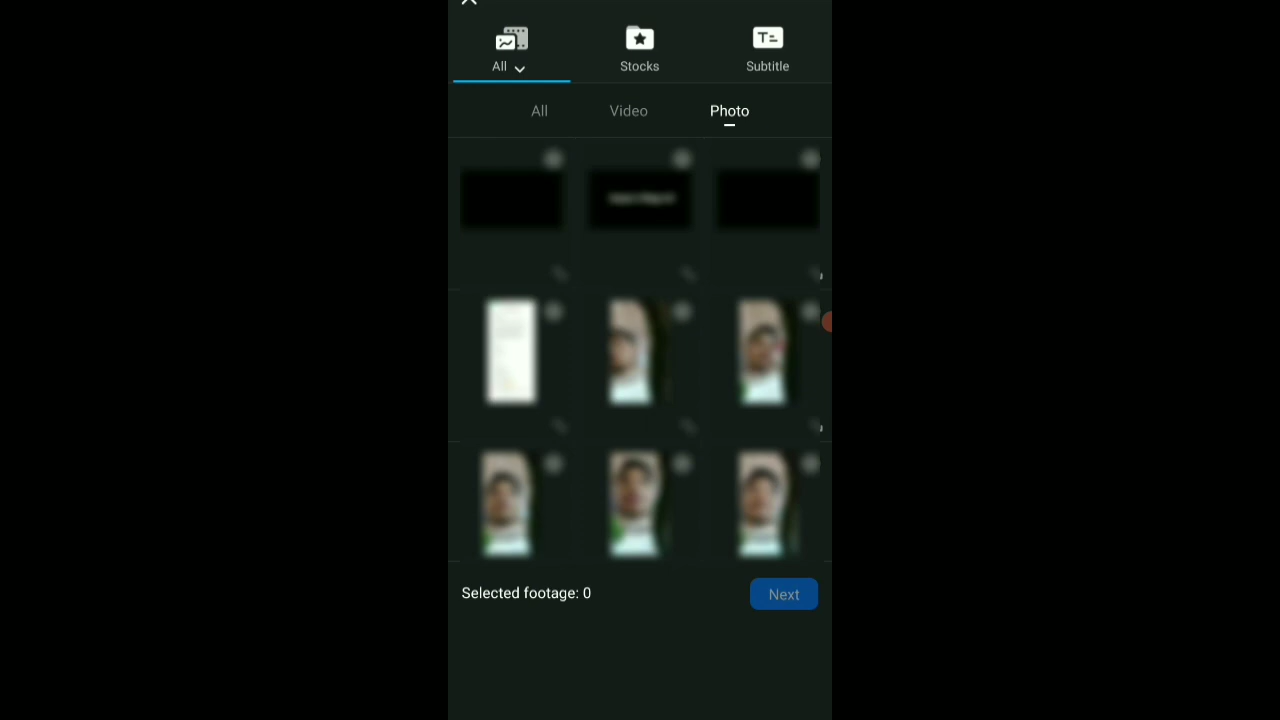 All
Stocks
Subtitle
All
Video
Photo
Selected footage: 0
Next